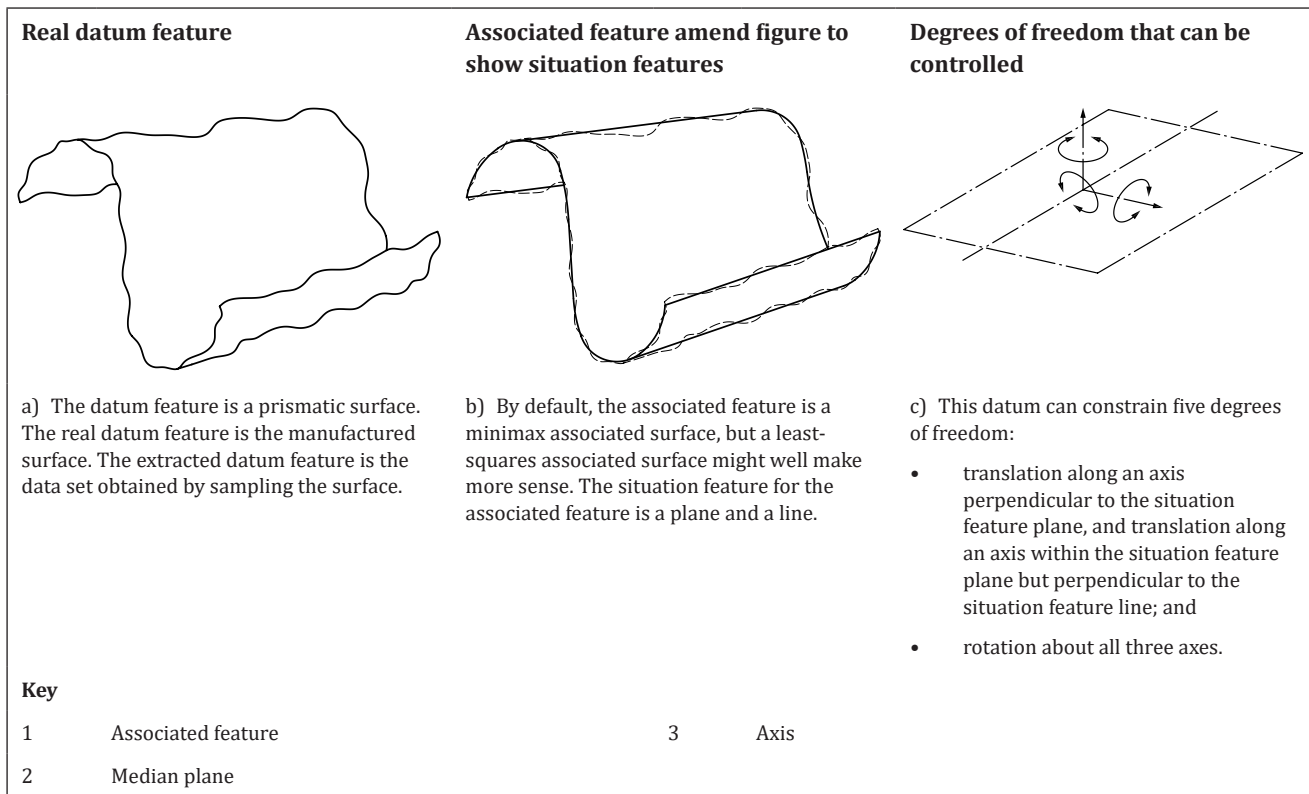 Real datum feature
Associated feature amend figure to
show situation features
Degrees of freedom that can be
controlled
a) The datum feature is a prismatic surface.
The real datum feature is the manufactured
surface. The extracted datum feature is the
data set obtained by sampling the surface.
b) By default, the associated feature is a
minimax associated surface, but a least-
squares associated surface might well make
more sense. The situation feature for the
associated feature is a plane and a line.
c) This datum can constrain five degrees
of freedom:
• translation along an axis
perpendicular to the situation
feature plane, and translation along
an axis within the situation feature
plane but perpendicular to the
situation feature line; and
• rotation about all three axes.
Key
1 Associated feature
3 Axis
2 Median plane